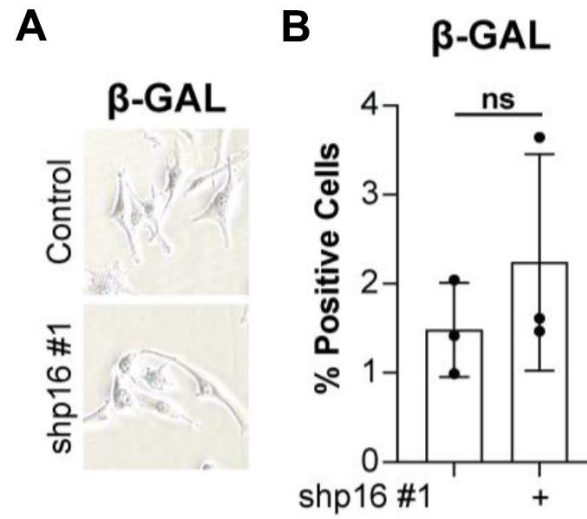 A
β-GAL
Control
shp16 #1
B
β-GAL
ns
% Positive Cells
4
3
2
1
0
shp16 #1 - +